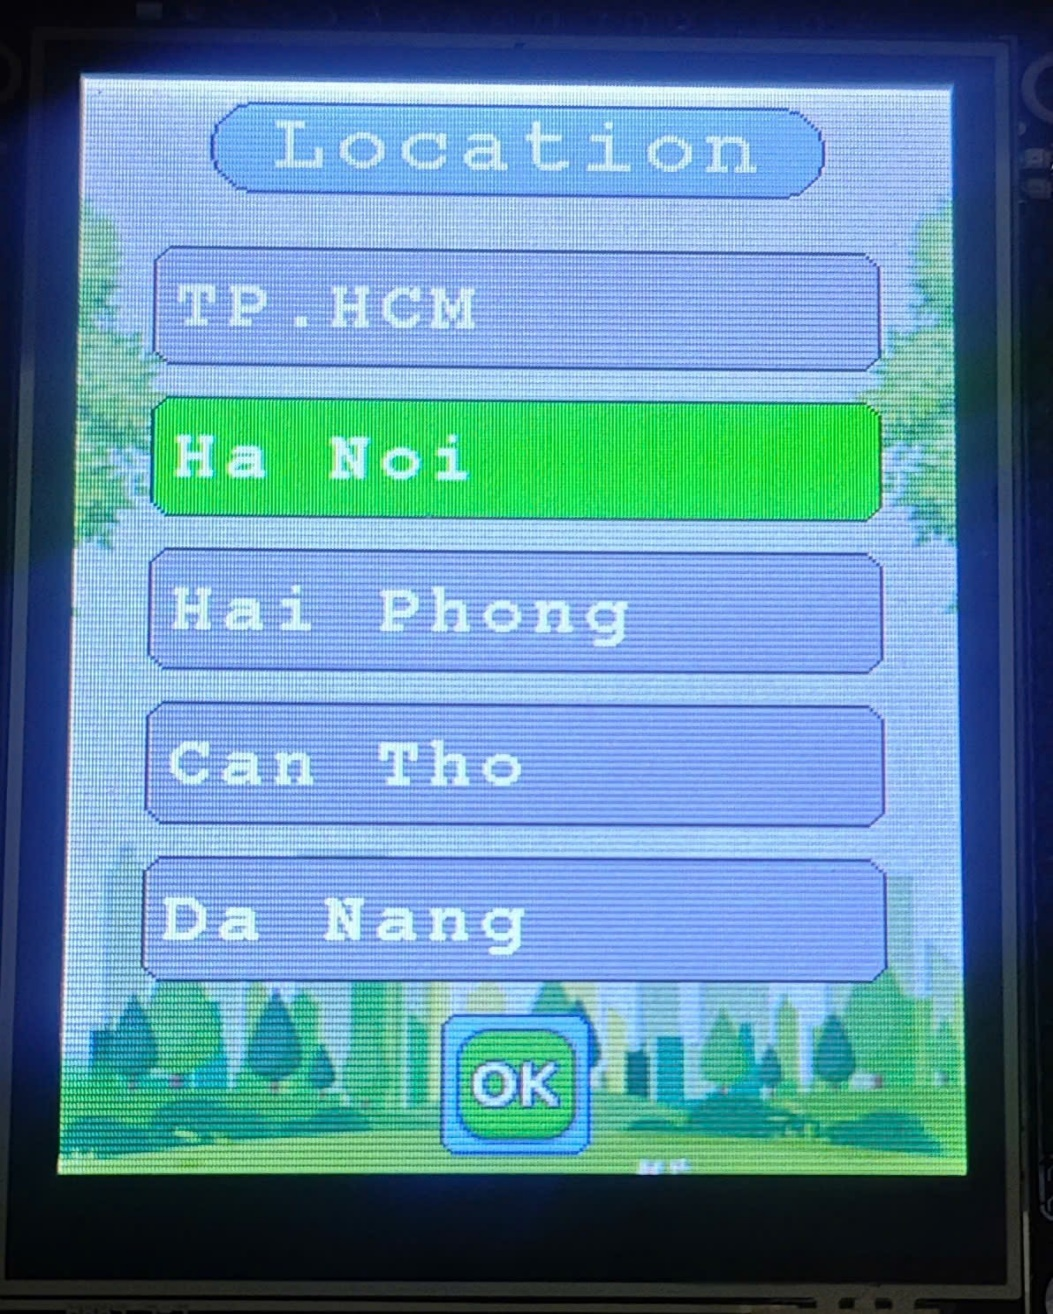 Location
TP.HCM
Ha Noi
Hai Phong
Can Tho
Da Nang
OK